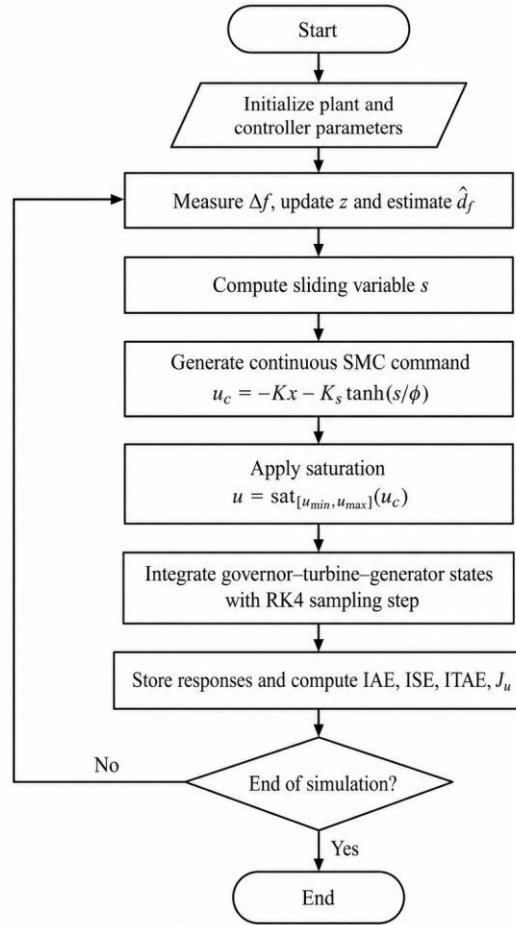 Start
Initialize plant and
controller parameters
Measure Δf, update z and estimate d̂_f
Compute sliding variable s
Generate continuous SMC command
u_c = −Kx − K_s tanh(s/ϕ)
Apply saturation
u = sat_[u_min, u_max](u_c)
Integrate governor–turbine–generator states
with RK4 sampling step
Store responses and compute IAE, ISE, ITAE, J_u
No
End of simulation?
Yes
End